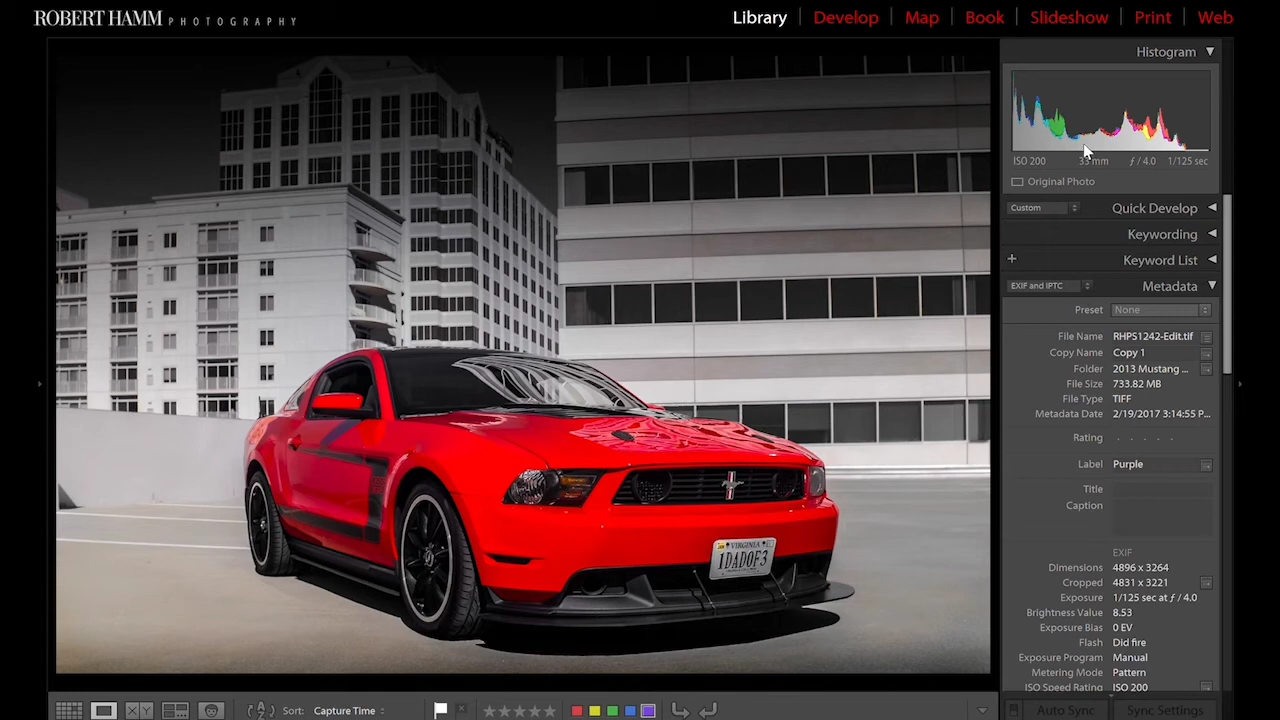 ROBERT HAMM PHOTOGRAPHY
Library | Develop | Map | Book | Slideshow | Print | Web
Histogram
ISO 200 35 mm ƒ / 4.0 1/125 sec
Original Photo
Custom Quick Develop
Keywording
+ Keyword List
EXIF and IPTC Metadata
Preset None
File Name RHPS1242-Edit.tif
Copy Name Copy 1
Folder 2013 Mustang ...
File Size 733.82 MB
File Type TIFF
Metadata Date 2/19/2017 3:14:55 P...
Rating . . . . .
Label Purple
Title
Caption
EXIF
Dimensions 4896 x 3264
Cropped 4831 x 3221
Exposure 1/125 sec at ƒ / 4.0
Brightness Value 8.53
Exposure Bias 0 EV
Flash Did fire
Exposure Program Manual
Metering Mode Pattern
ISO Speed Rating ISO 200
VIRGINIA
1DADOF3
Sort: Capture Time
Auto Sync Sync Settings